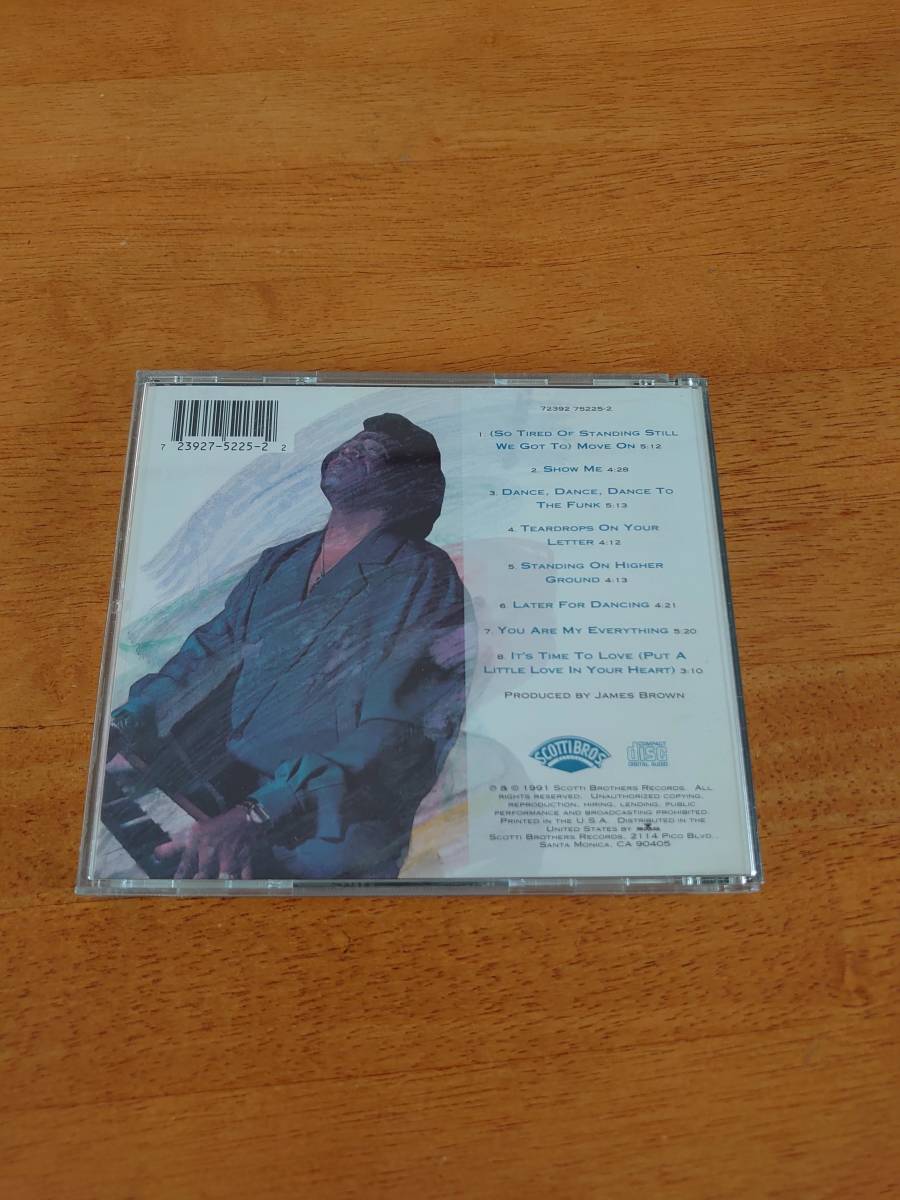 7 23927-5225-2 2
72392 75225-2
1. (So Tired Of Standing Still
We Got To) Move On 5:12
2. Show Me 4:28
3. Dance, Dance, Dance To
The Funk 5:13
4. Teardrops On Your
Letter 4:12
5. Standing On Higher
Ground 4:13
6. Later For Dancing 4:21
7. You Are My Everything 5:20
8. It's Time To Love (Put A
Little Love In Your Heart) 3:10
Produced by James Brown
SCOTTI BROS.
COMPACT
disc
DIGITAL AUDIO
℗ & © 1991 Scotti Brothers Records. All
rights reserved. Unauthorized copying,
reproduction, hiring, lending, public
performance and broadcasting prohibited.
Printed in the U.S.A. Distributed in the
United States by
Scotti Brothers Records, 2114 Pico Blvd.,
Santa Monica, CA 90405